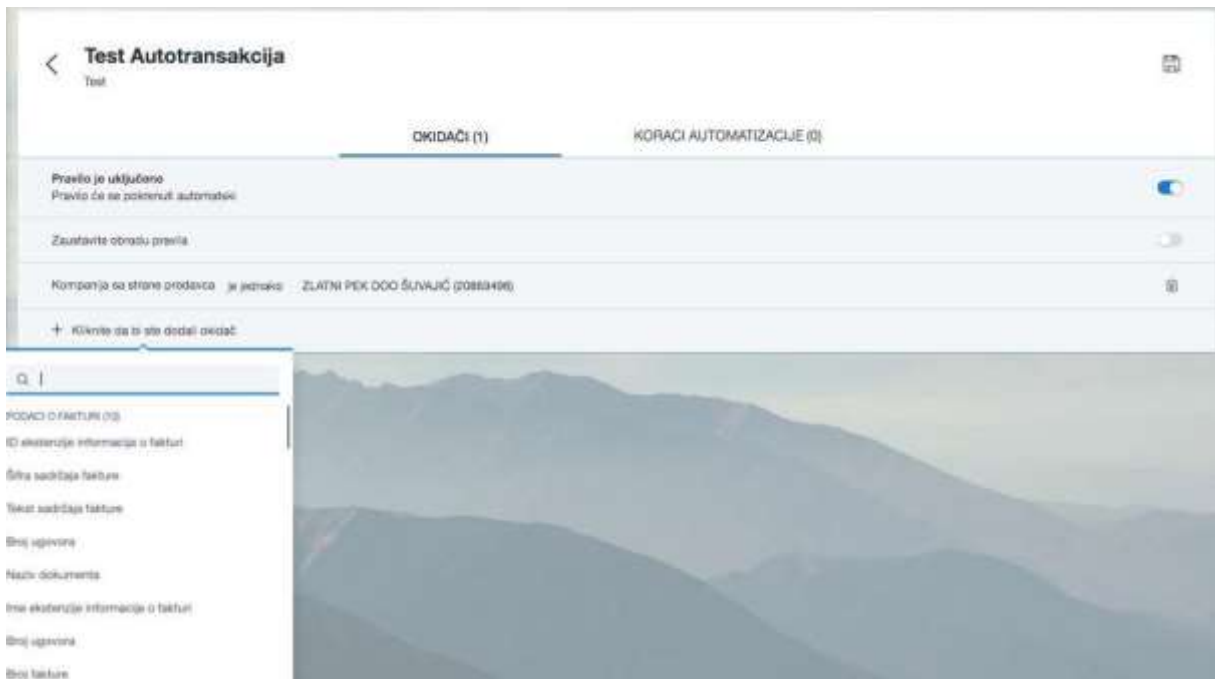 Test Autotransakcija
Test
OKIDAČI (1)
KORACI AUTOMATIZACIJE (0)
Pravilo je uključeno
Pravilo će se pokrenuti automatski
Zaustavite obradu pravila
Kompanija sa strane prodavca je jednako ZLATNI PEK DOO ŠUVAJIĆ (20883498)
+ Kliknite da bi ste dodali okidač
PODACI O FAKTURI (10)
ID ekstenzije informacija o fakturi
Šifra sadržaja fakture
Tekst sadržaja fakture
Broj ugovora
Naziv dokumenta
Ime ekstenzije informacija o fakturi
Broj ugovora
Broj fakture